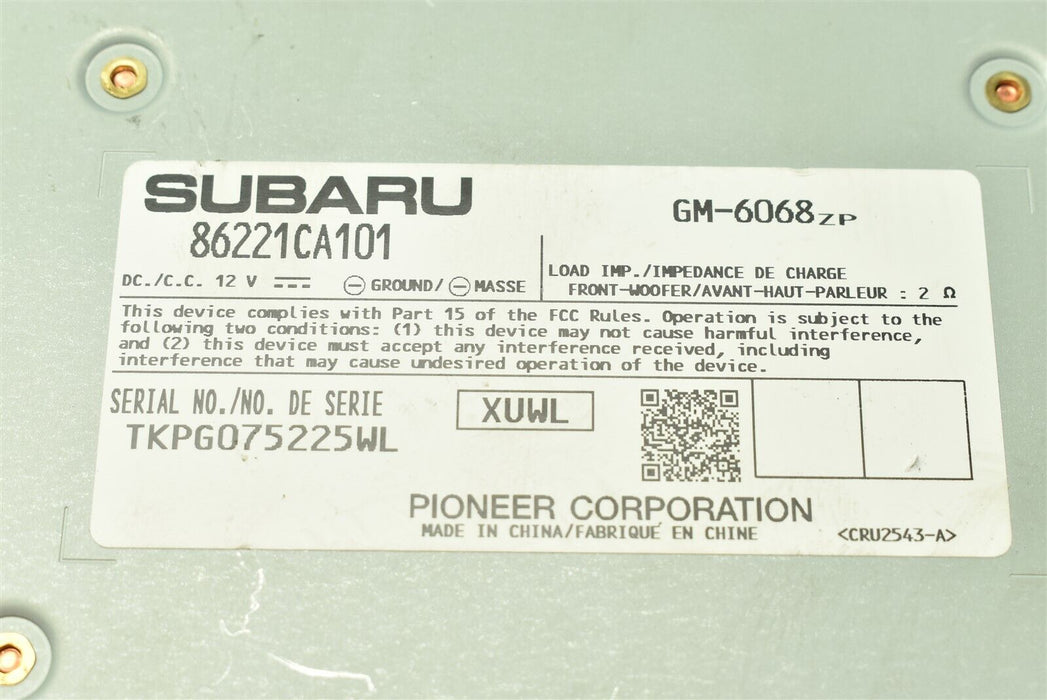 SUBARU
86221CA101
GM-6068ZP
DC./C.C. 12 V ⎓ ⊖ GROUND/ ⊖ MASSE
LOAD IMP./IMPEDANCE DE CHARGE
FRONT-WOOFER/AVANT-HAUT-PARLEUR : 2 Ω
This device complies with Part 15 of the FCC Rules. Operation is subject to the
following two conditions: (1) this device may not cause harmful interference,
and (2) this device must accept any interference received, including
interference that may cause undesired operation of the device.
SERIAL NO./NO. DE SERIE
TKPG075225WL
XUWL
PIONEER CORPORATION
MADE IN CHINA/FABRIQUÉ EN CHINE
<CRU2543-A>